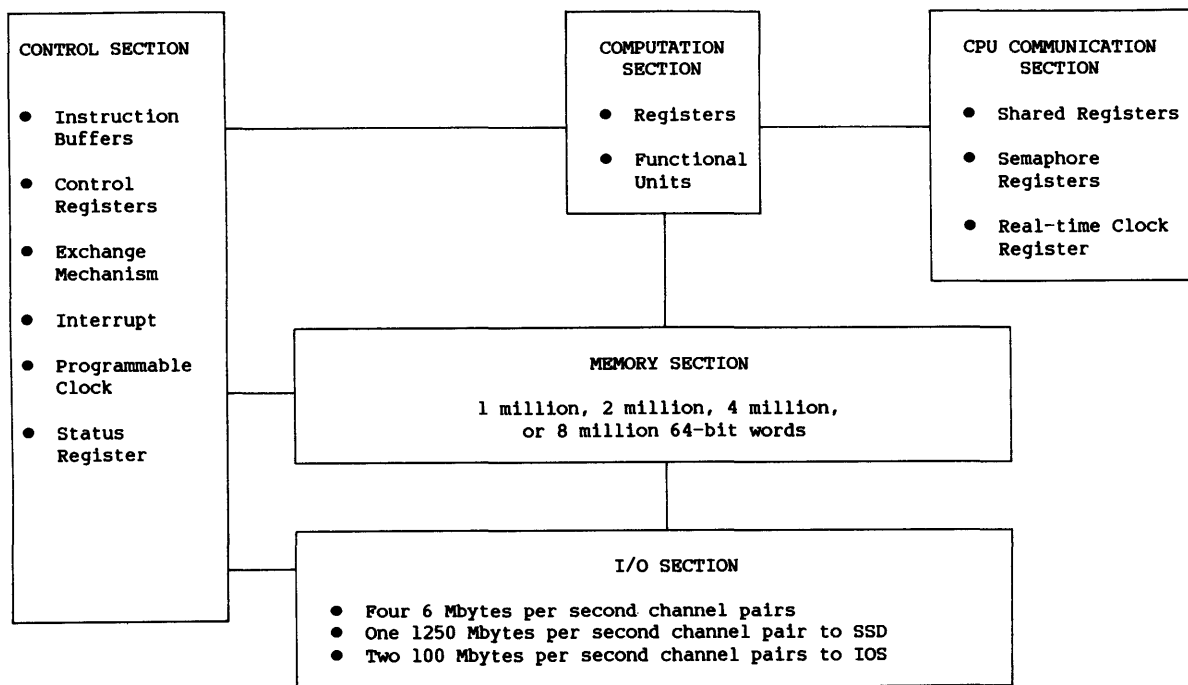 CONTROL SECTION
● Instruction
Buffers
● Control
Registers
● Exchange
Mechanism
● Interrupt
● Programmable
Clock
● Status
Register
COMPUTATION
SECTION
● Registers
● Functional
Units
CPU COMMUNICATION
SECTION
● Shared Registers
● Semaphore
Registers
● Real-time Clock
Register
MEMORY SECTION
1 million, 2 million, 4 million,
or 8 million 64-bit words
I/O SECTION
● Four 6 Mbytes per second channel pairs
● One 1250 Mbytes per second channel pair to SSD
● Two 100 Mbytes per second channel pairs to IOS